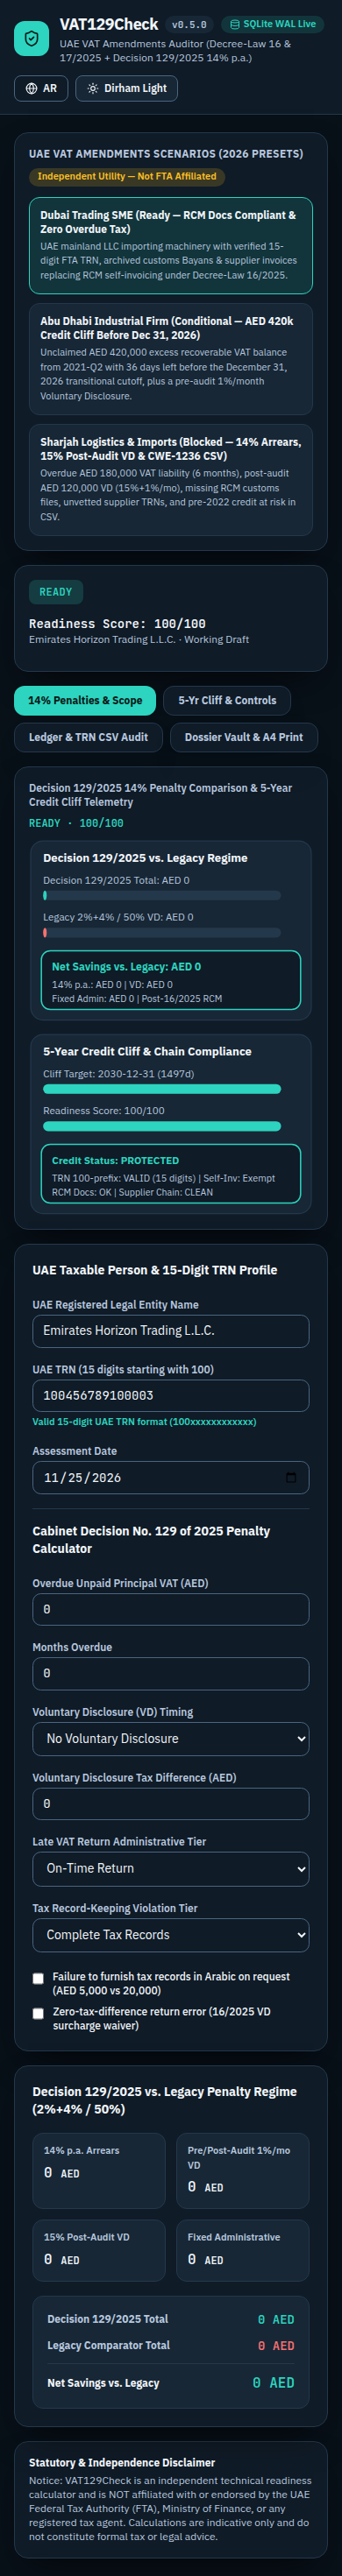 VAT129Check v0.5.0 SQLite WAL Live
UAE VAT Amendments Auditor (Decree-Law 16 &
17/2025 + Decision 129/2025 14% p.a.)
AR Dirham Light
UAE VAT AMENDMENTS SCENARIOS (2026 PRESETS)
Independent Utility — Not FTA Affiliated
Dubai Trading SME (Ready — RCM Docs Compliant &
Zero Overdue Tax)
UAE mainland LLC importing machinery with verified 15-
digit FTA TRN, archived customs Bayans & supplier invoices
replacing RCM self-invoicing under Decree-Law 16/2025.
Abu Dhabi Industrial Firm (Conditional — AED 420k
Credit Cliff Before Dec 31, 2026)
Unclaimed AED 420,000 excess recoverable VAT balance
from 2021-Q2 with 36 days left before the December 31,
2026 transitional cutoff, plus a pre-audit 1%/month
Voluntary Disclosure.
Sharjah Logistics & Imports (Blocked — 14% Arrears,
15% Post-Audit VD & CWE-1236 CSV)
Overdue AED 180,000 VAT liability (6 months), post-audit
AED 120,000 VD (15%+1%/mo), missing RCM customs
files, unvetted supplier TRNs, and pre-2022 credit at risk in
CSV.
READY
Readiness Score: 100/100
Emirates Horizon Trading L.L.C. · Working Draft
14% Penalties & Scope 5-Yr Cliff & Controls
Ledger & TRN CSV Audit Dossier Vault & A4 Print
Decision 129/2025 14% Penalty Comparison & 5-Year
Credit Cliff Telemetry
READY · 100/100
Decision 129/2025 vs. Legacy Regime
Decision 129/2025 Total: AED 0
Legacy 2%+4% / 50% VD: AED 0
Net Savings vs. Legacy: AED 0
14% p.a.: AED 0 | VD: AED 0
Fixed Admin: AED 0 | Post-16/2025 RCM
5-Year Credit Cliff & Chain Compliance
Cliff Target: 2030-12-31 (1497d)
Readiness Score: 100/100
Credit Status: PROTECTED
TRN 100-prefix: VALID (15 digits) | Self-Inv: Exempt
RCM Docs: OK | Supplier Chain: CLEAN
UAE Taxable Person & 15-Digit TRN Profile
UAE Registered Legal Entity Name
Emirates Horizon Trading L.L.C.
UAE TRN (15 digits starting with 100)
100456789100003
Valid 15-digit UAE TRN format (100xxxxxxxxxxxx)
Assessment Date
11/25/2026
Cabinet Decision No. 129 of 2025 Penalty
Calculator
Overdue Unpaid Principal VAT (AED)
0
Months Overdue
0
Voluntary Disclosure (VD) Timing
No Voluntary Disclosure
Voluntary Disclosure Tax Difference (AED)
0
Late VAT Return Administrative Tier
On-Time Return
Tax Record-Keeping Violation Tier
Complete Tax Records
Failure to furnish tax records in Arabic on request
(AED 5,000 vs 20,000)
Zero-tax-difference return error (16/2025 VD
surcharge waiver)
Decision 129/2025 vs. Legacy Penalty Regime
(2%+4% / 50%)
14% p.a. Arrears
0 AED
Pre/Post-Audit 1%/mo
VD
0 AED
15% Post-Audit VD
0 AED
Fixed Administrative
0 AED
Decision 129/2025 Total 0 AED
Legacy Comparator Total 0 AED
Net Savings vs. Legacy 0 AED
Statutory & Independence Disclaimer
Notice: VAT129Check is an independent technical readiness
calculator and is NOT affiliated with or endorsed by the UAE
Federal Tax Authority (FTA), Ministry of Finance, or any
registered tax agent. Calculations are indicative only and do
not constitute formal tax or legal advice.